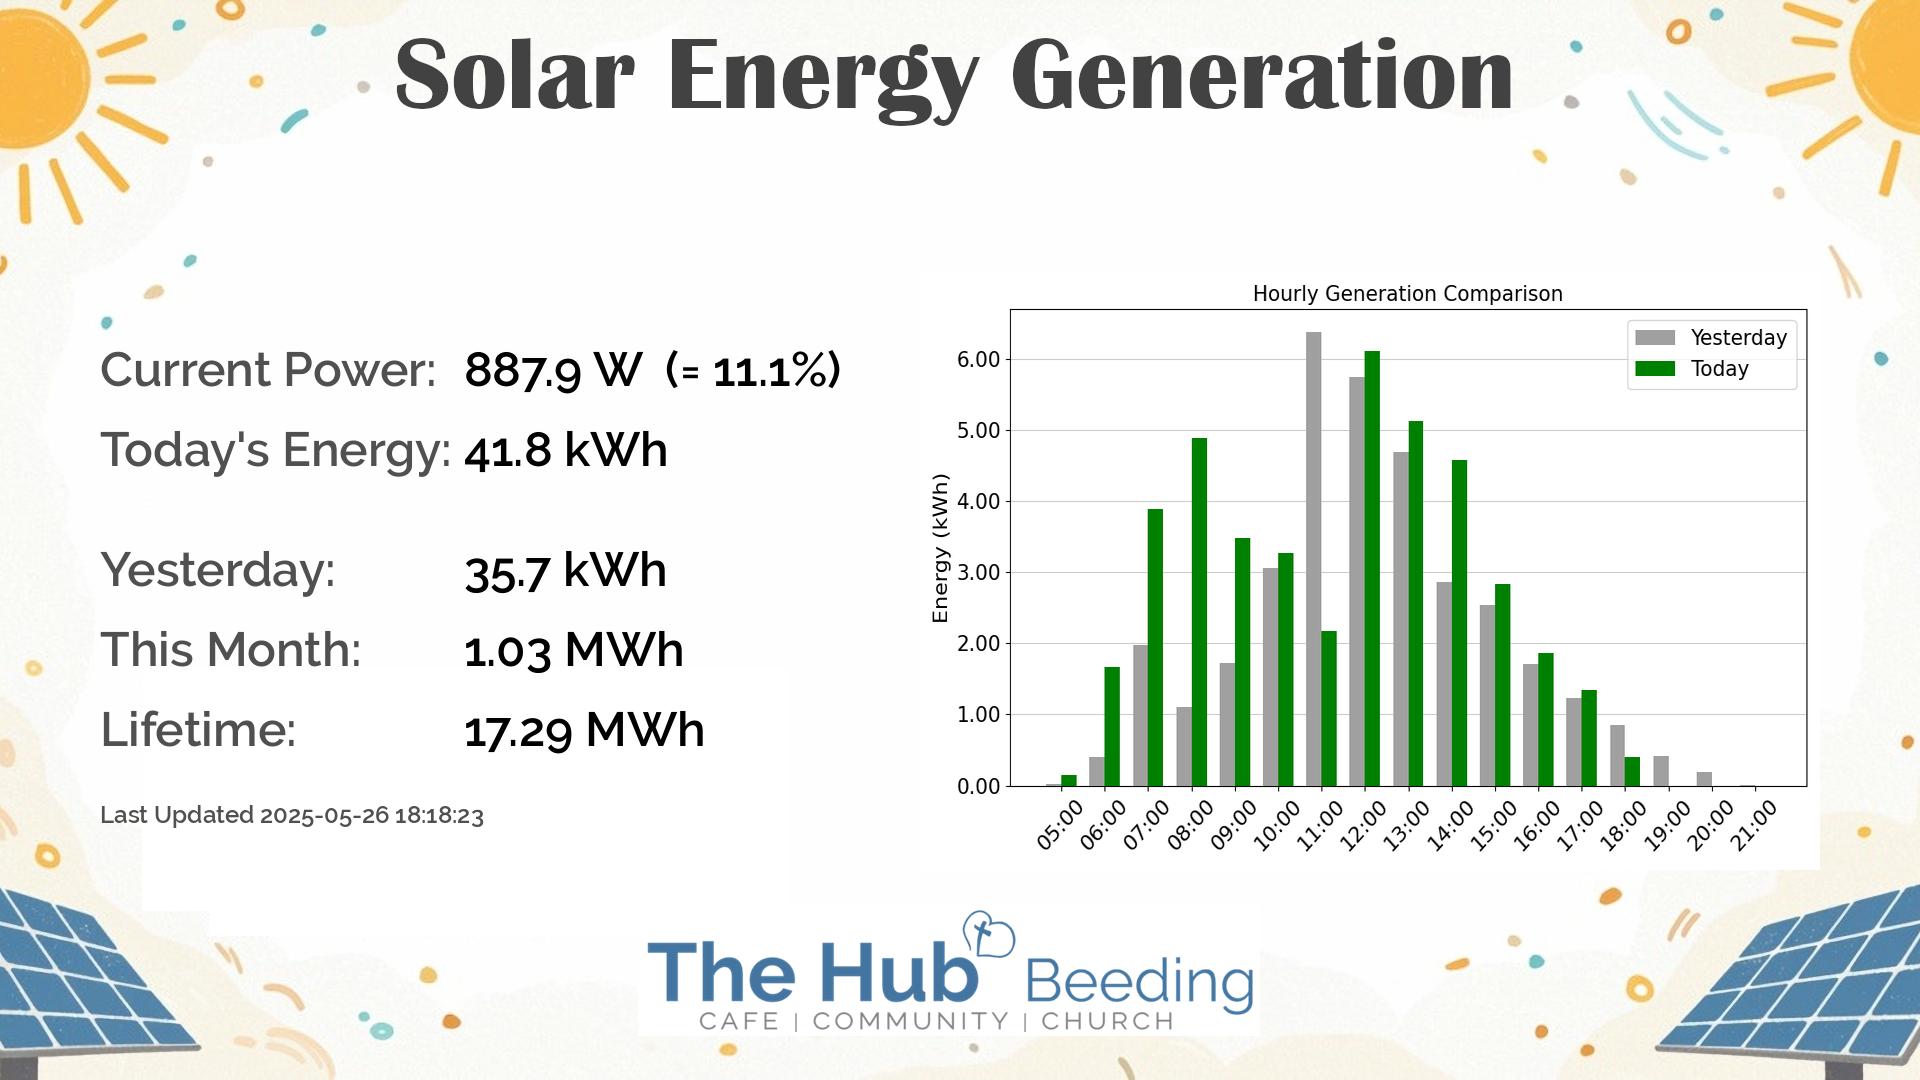 Solar Energy Generation
Current Power: 887.9 W (= 11.1%)
Today's Energy: 41.8 kWh
Yesterday: 35.7 kWh
This Month: 1.03 MWh
Lifetime: 17.29 MWh
Last Updated 2025-05-26 18:18:23
Hourly Generation Comparison
Yesterday
Today
Energy (kWh)
6.00
5.00
4.00
3.00
2.00
1.00
0.00
05:00 06:00 07:00 08:00 09:00 10:00 11:00 12:00 13:00 14:00 15:00 16:00 17:00 18:00 19:00 20:00 21:00
The Hub Beeding
CAFE | COMMUNITY | CHURCH